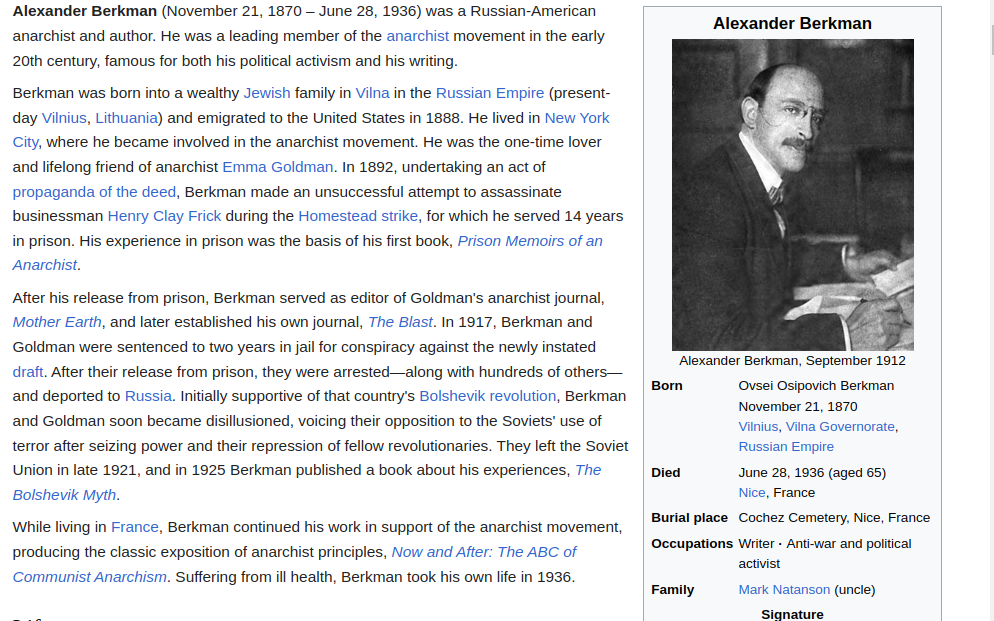 Alexander Berkman (November 21, 1870 – June 28, 1936) was a Russian-American
anarchist and author. He was a leading member of the anarchist movement in the early
20th century, famous for both his political activism and his writing.
Berkman was born into a wealthy Jewish family in Vilna in the Russian Empire (present-
day Vilnius, Lithuania) and emigrated to the United States in 1888. He lived in New York
City, where he became involved in the anarchist movement. He was the one-time lover
and lifelong friend of anarchist Emma Goldman. In 1892, undertaking an act of
propaganda of the deed, Berkman made an unsuccessful attempt to assassinate
businessman Henry Clay Frick during the Homestead strike, for which he served 14 years
in prison. His experience in prison was the basis of his first book, Prison Memoirs of an
Anarchist.
After his release from prison, Berkman served as editor of Goldman's anarchist journal,
Mother Earth, and later established his own journal, The Blast. In 1917, Berkman and
Goldman were sentenced to two years in jail for conspiracy against the newly instated
draft. After their release from prison, they were arrested—along with hundreds of others—
and deported to Russia. Initially supportive of that country's Bolshevik revolution, Berkman
and Goldman soon became disillusioned, voicing their opposition to the Soviets' use of
terror after seizing power and their repression of fellow revolutionaries. They left the Soviet
Union in late 1921, and in 1925 Berkman published a book about his experiences, The
Bolshevik Myth.
While living in France, Berkman continued his work in support of the anarchist movement,
producing the classic exposition of anarchist principles, Now and After: The ABC of
Communist Anarchism. Suffering from ill health, Berkman took his own life in 1936.
Alexander Berkman
Alexander Berkman, September 1912
Born Ovsei Osipovich Berkman
November 21, 1870
Vilnius, Vilna Governorate,
Russian Empire
Died June 28, 1936 (aged 65)
Nice, France
Burial place Cochez Cemetery, Nice, France
Occupations Writer · Anti-war and political
activist
Family Mark Natanson (uncle)
Signature